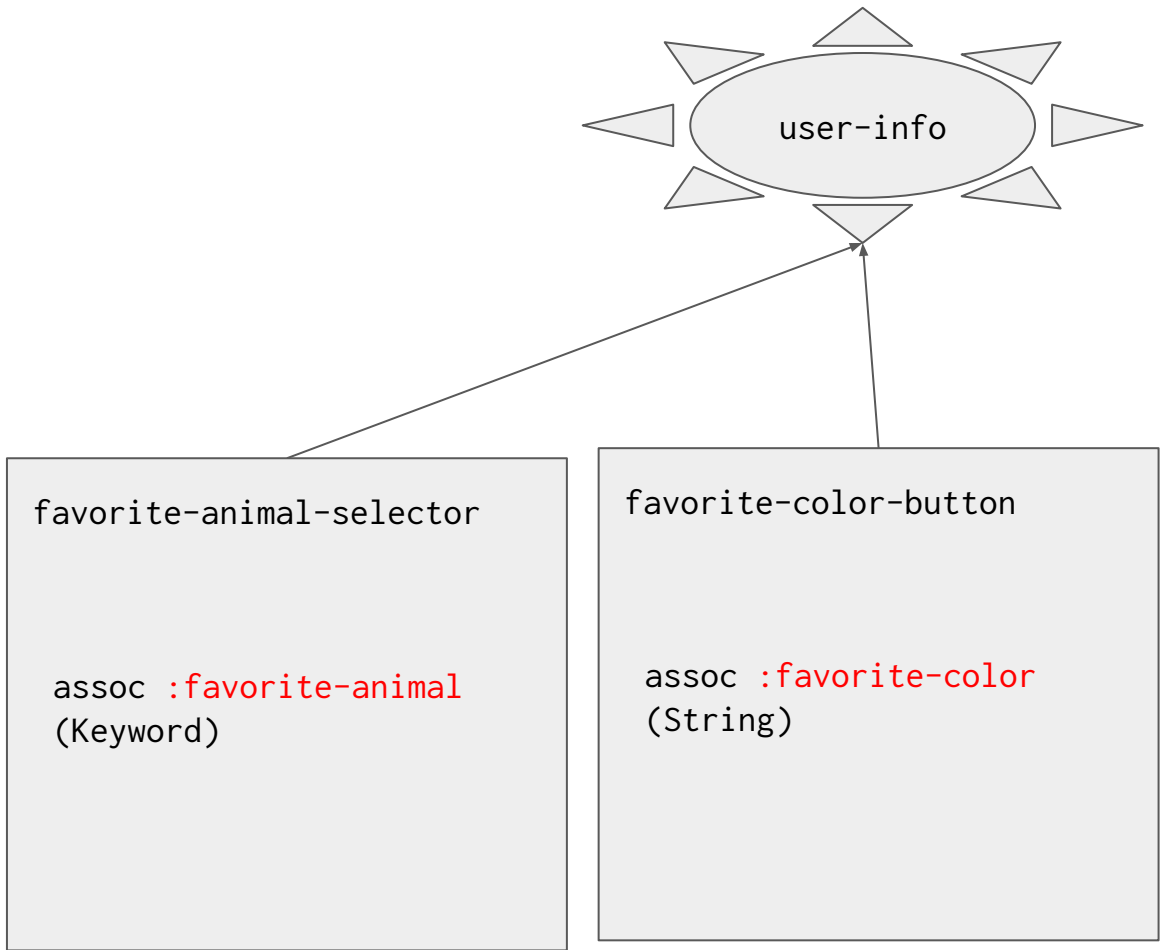 user-info
favorite-animal-selector
assoc :favorite-animal
(Keyword)
favorite-color-button
assoc :favorite-color
(String)